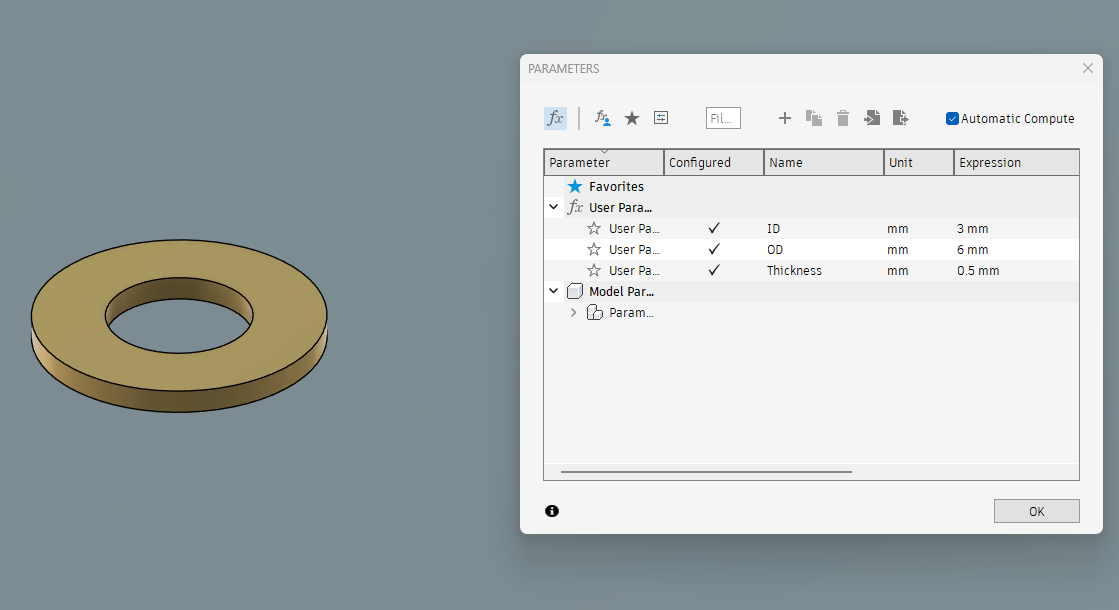 PARAMETERS
fx fx Fil... Automatic Compute
Parameter Configured Name Unit Expression
Favorites
fx User Para...
User Pa... ID mm 3 mm
User Pa... OD mm 6 mm
User Pa... Thickness mm 0.5 mm
Model Par...
Param...
OK